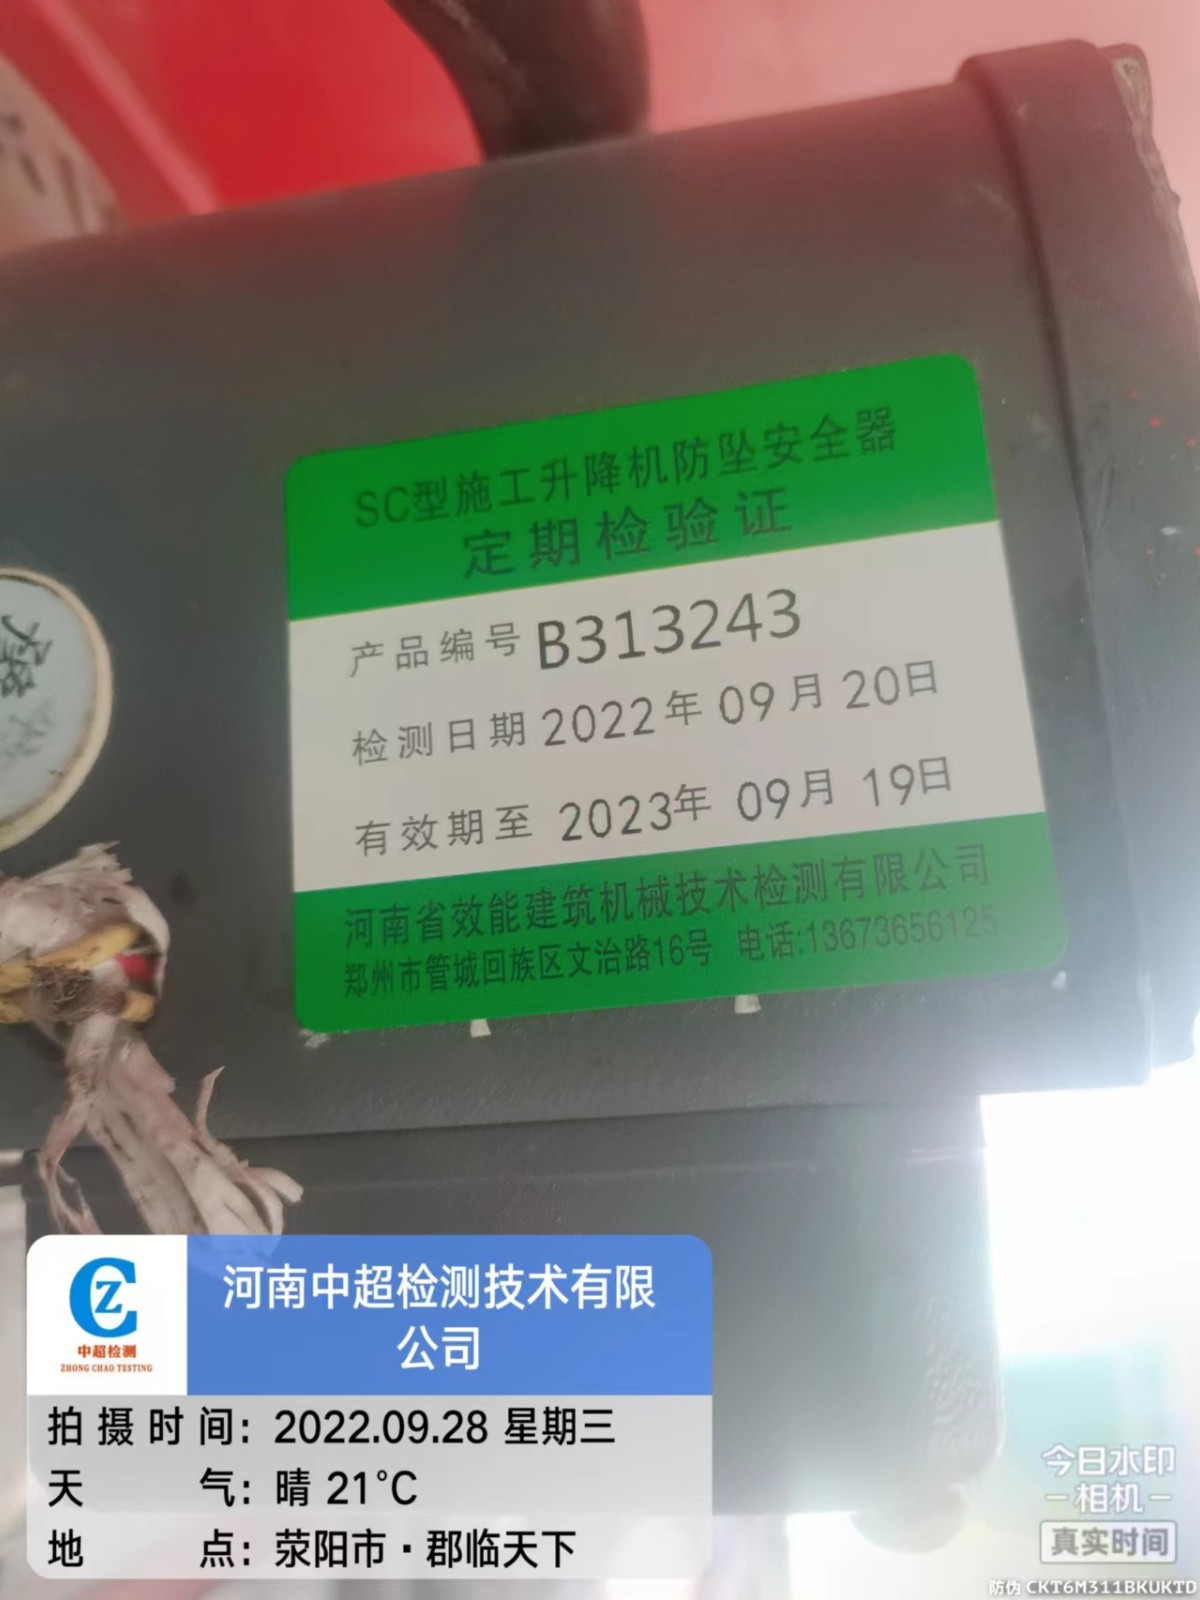 SC型施工升降机防坠安全器
定期检验证
产品编号 B313243
检测日期 2022年 09月 20日
有效期至 2023年 09月 19日
河南省效能建筑机械技术检测有限公司
郑州市管城回族区文治路16号 电话:13673656125
CZ
中超检测
ZHONG CHAO TESTING
河南中超检测技术有限
公司
拍摄时间: 2022.09.28 星期三
天气: 晴 21°C
地点: 荥阳市·郡临天下
今日水印
相机
真实时间
防伪 CKT6M311BKUKTD